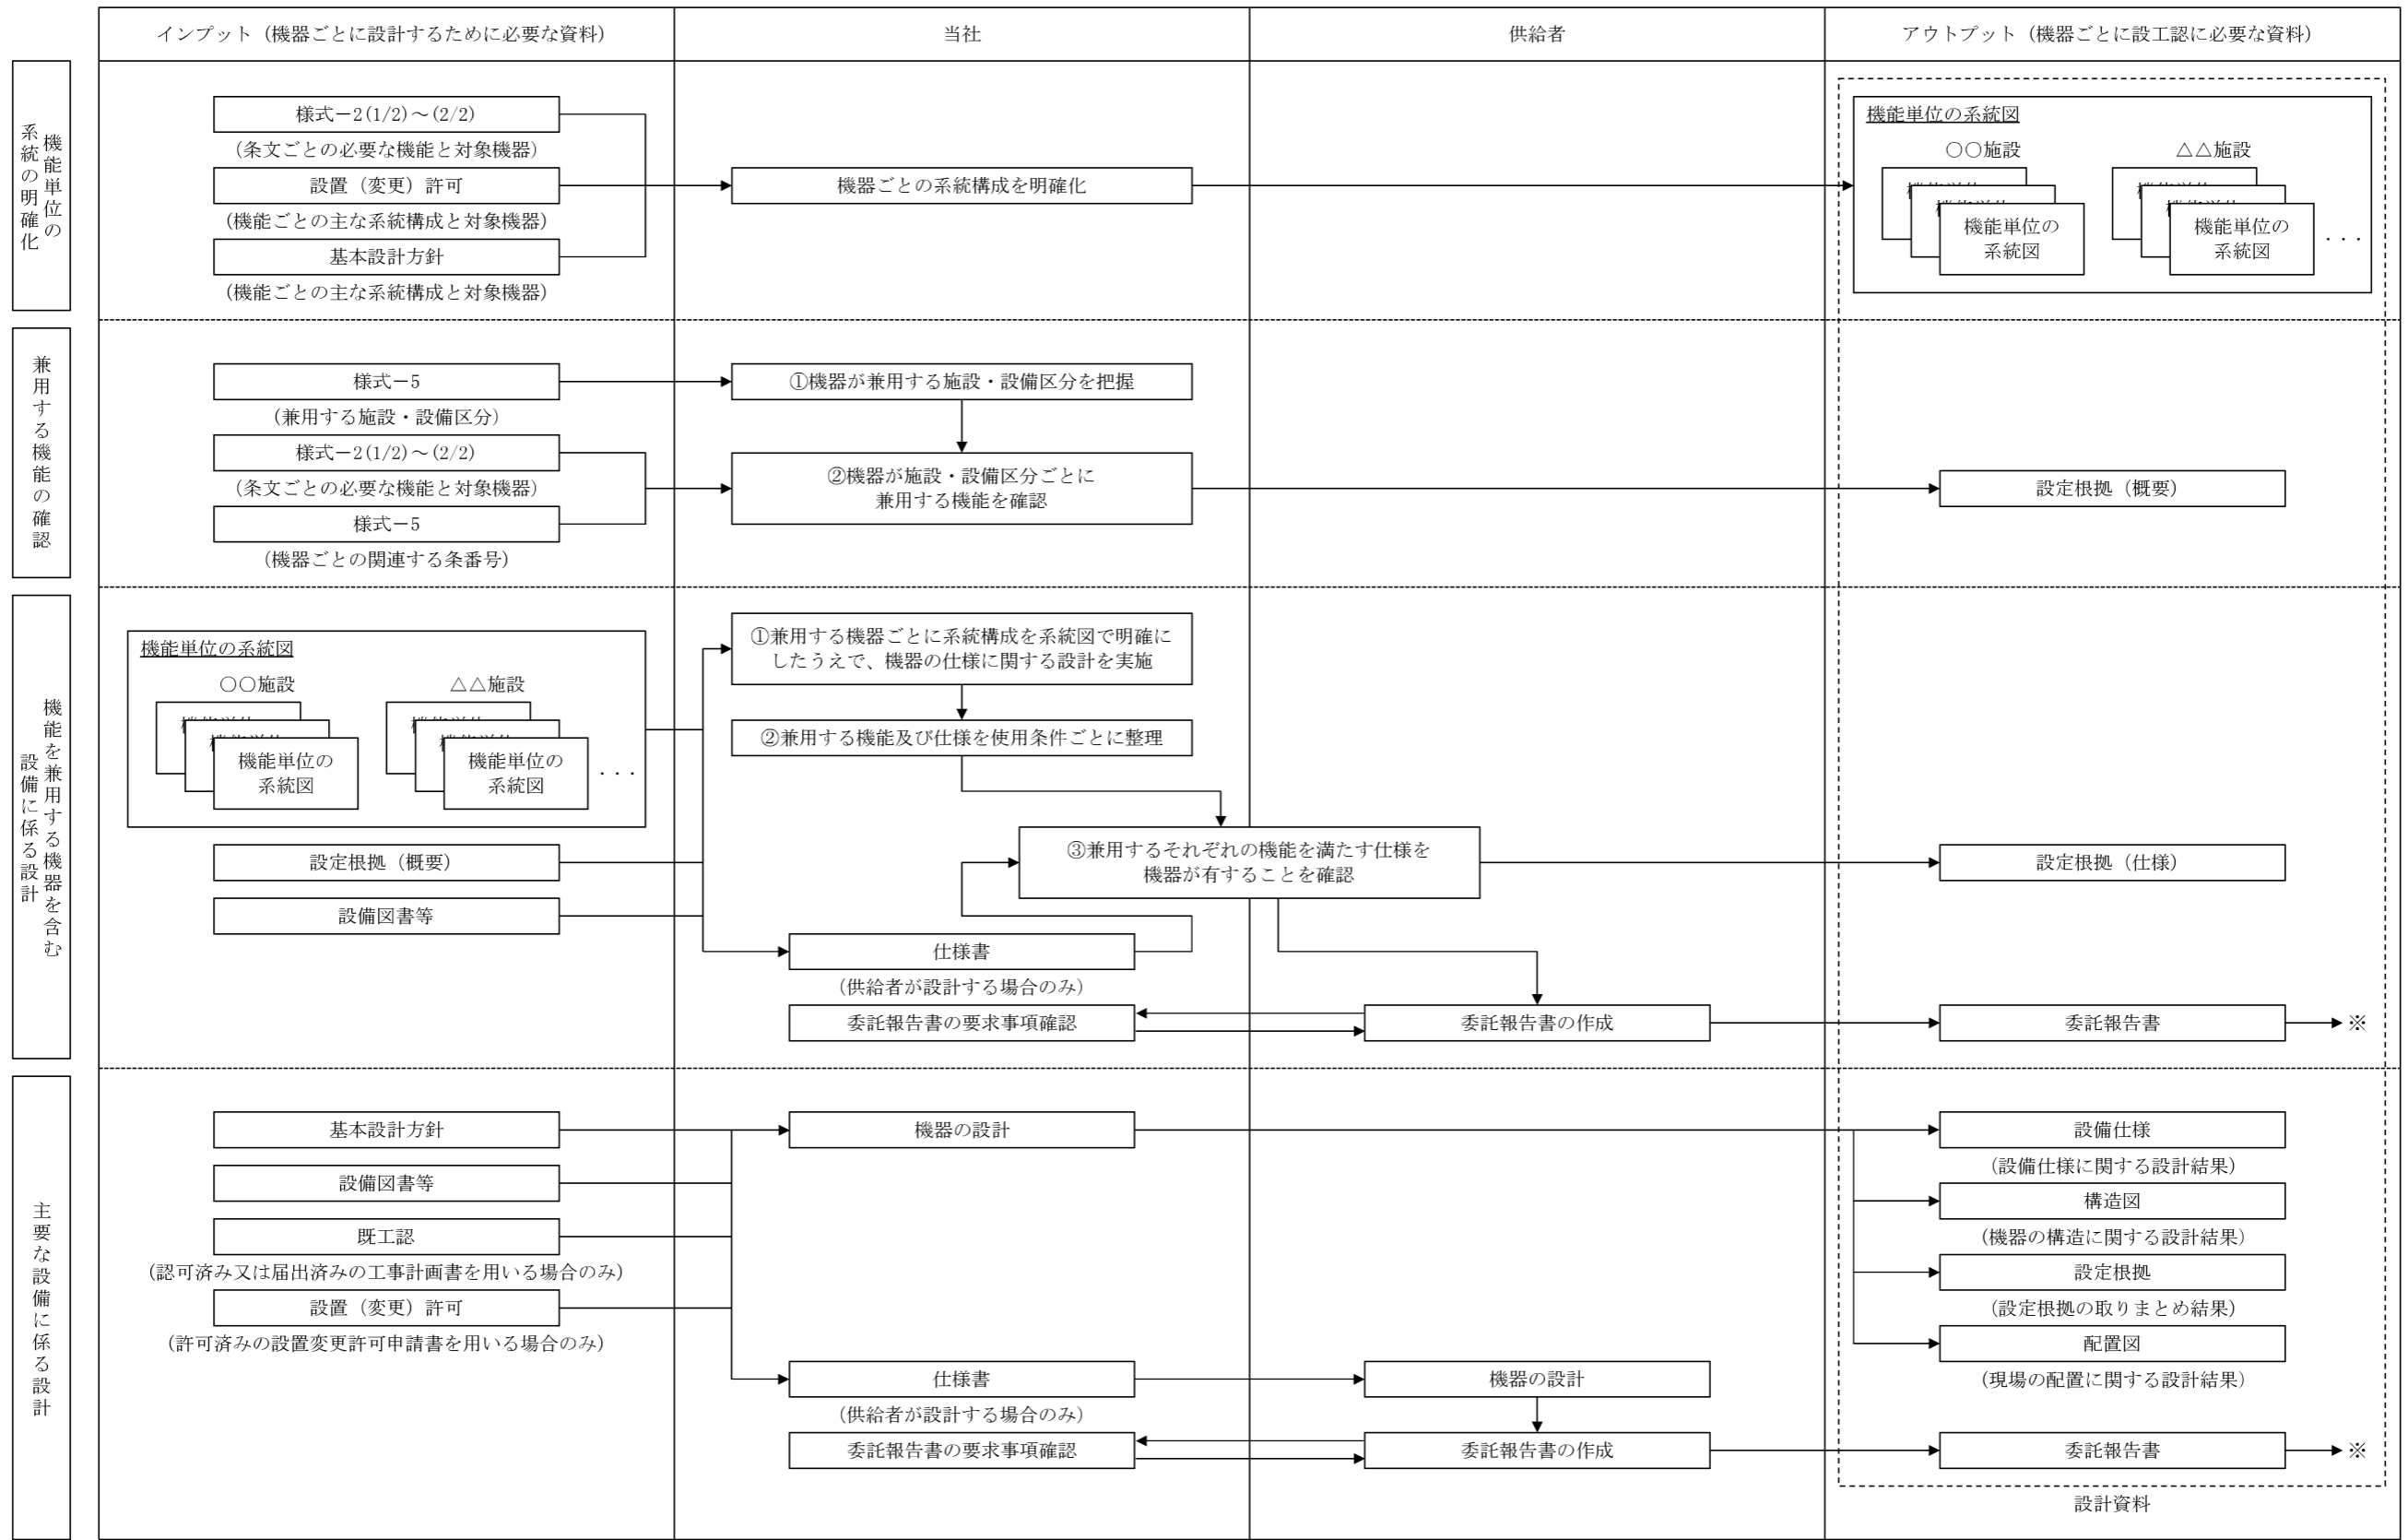 インプット（機器ごとに設計するために必要な資料）
当社
供給者
アウトプット（機器ごとに設工認に必要な資料）
機能単位の
系統の明確化
様式－2(1/2)～(2/2)
（条文ごとの必要な機能と対象機器）
設置（変更）許可
（機能ごとの主な系統構成と対象機器）
基本設計方針
（機能ごとの主な系統構成と対象機器）
機器ごとの系統構成を明確化
機能単位の系統図
○○施設
△△施設
機能単位の
系統図
機能単位の
系統図
・・・
兼用する機能の確認
様式－5
（兼用する施設・設備区分）
様式－2(1/2)～(2/2)
（条文ごとの必要な機能と対象機器）
様式－5
（機器ごとの関連する条番号）
①機器が兼用する施設・設備区分を把握
②機器が施設・設備区分ごとに
兼用する機能を確認
設定根拠（概要）
機能を兼用する機器を含む
設備に係る設計
機能単位の系統図
○○施設
△△施設
機能単位の
系統図
機能単位の
系統図
・・・
設定根拠（概要）
設備図書等
①兼用する機器ごとに系統構成を系統図で明確に
したうえで、機器の仕様に関する設計を実施
②兼用する機能及び仕様を使用条件ごとに整理
③兼用するそれぞれの機能を満たす仕様を
機器が有することを確認
設定根拠（仕様）
仕様書
（供給者が設計する場合のみ）
委託報告書の要求事項確認
委託報告書の作成
委託報告書
※
主要な設備に係る設計
基本設計方針
設備図書等
既工認
（認可済み又は届出済みの工事計画書を用いる場合のみ）
設置（変更）許可
（許可済みの設置変更許可申請書を用いる場合のみ）
機器の設計
設備仕様
（設備仕様に関する設計結果）
構造図
（機器の構造に関する設計結果）
設定根拠
（設定根拠の取りまとめ結果）
配置図
（現場の配置に関する設計結果）
仕様書
（供給者が設計する場合のみ）
機器の設計
委託報告書の要求事項確認
委託報告書の作成
委託報告書
※
設計資料